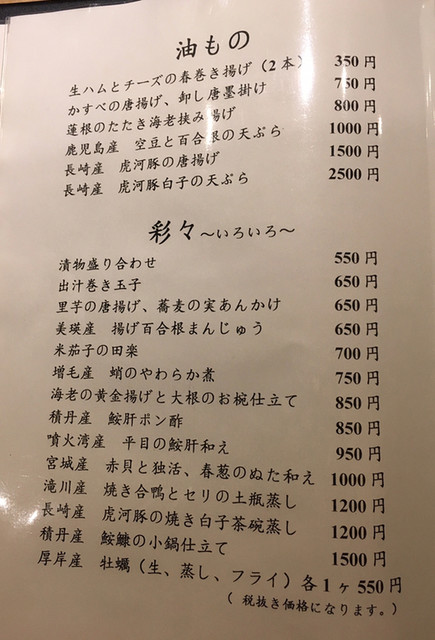 油もの
生ハムとチーズの春巻き揚げ（2本） 350円
かすべの唐揚げ、卸し唐墨掛け 750円
蓮根のたたき海老挟み揚げ 800円
鹿児島産 空豆と百合根の天ぷら 1000円
長崎産 虎河豚の唐揚げ 1500円
長崎産 虎河豚白子の天ぷら 2500円
彩々～いろいろ～
漬物盛り合わせ 550円
出汁巻き玉子 650円
里芋の唐揚げ、蕎麦の実あんかけ 650円
美瑛産 揚げ百合根まんじゅう 650円
米茄子の田楽 700円
増毛産 蛸のやわらか煮 750円
海老の黄金揚げと大根のお椀仕立て 850円
積丹産 鮟肝ポン酢 850円
噴火湾産 平目の鮟肝和え 950円
宮城産 赤貝と独活、春葱のぬた和え 1000円
滝川産 焼き合鴨とセリの土瓶蒸し 1200円
長崎産 虎河豚の焼き白子茶碗蒸し 1200円
積丹産 鮟鱇の小鍋仕立て 1500円
厚岸産 牡蠣（生、蒸し、フライ）各1ヶ550円
（税抜き価格になります。）